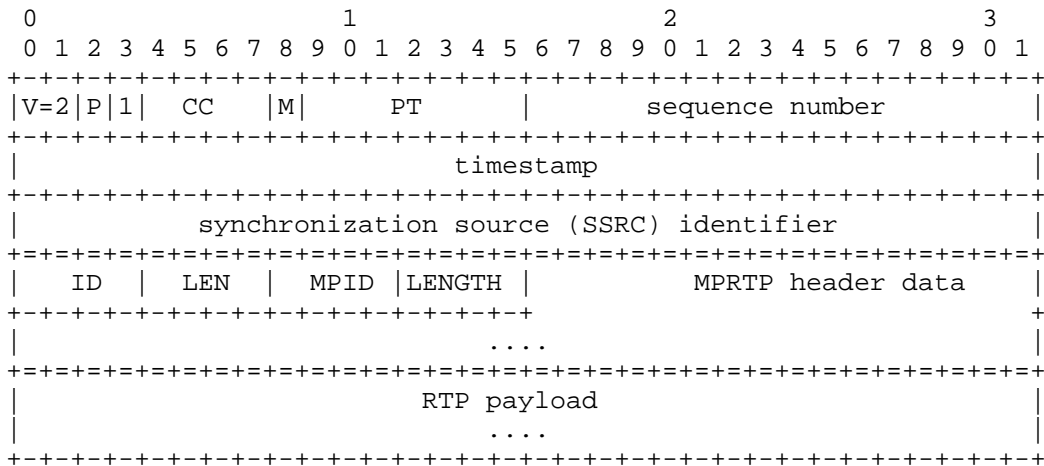 0                   1                   2                   3
 0 1 2 3 4 5 6 7 8 9 0 1 2 3 4 5 6 7 8 9 0 1 2 3 4 5 6 7 8 9 0 1
+-+-+-+-+-+-+-+-+-+-+-+-+-+-+-+-+-+-+-+-+-+-+-+-+-+-+-+-+-+-+-+-+
|V=2|P|1|  CC   |M|     PT      |       sequence number         |
+-+-+-+-+-+-+-+-+-+-+-+-+-+-+-+-+-+-+-+-+-+-+-+-+-+-+-+-+-+-+-+-+
|                           timestamp                           |
+-+-+-+-+-+-+-+-+-+-+-+-+-+-+-+-+-+-+-+-+-+-+-+-+-+-+-+-+-+-+-+-+
|           synchronization source (SSRC) identifier            |
+=+=+=+=+=+=+=+=+=+=+=+=+=+=+=+=+=+=+=+=+=+=+=+=+=+=+=+=+=+=+=+=+
|   ID  |  LEN  |  MPID |LENGTH |          MPRTP header data    |
+-+-+-+-+-+-+-+-+-+-+-+-+-+-+-+-+                               +
|                             ....                              |
+=+=+=+=+=+=+=+=+=+=+=+=+=+=+=+=+=+=+=+=+=+=+=+=+=+=+=+=+=+=+=+=+
|                         RTP payload                           |
|                             ....                              |
+-+-+-+-+-+-+-+-+-+-+-+-+-+-+-+-+-+-+-+-+-+-+-+-+-+-+-+-+-+-+-+-+